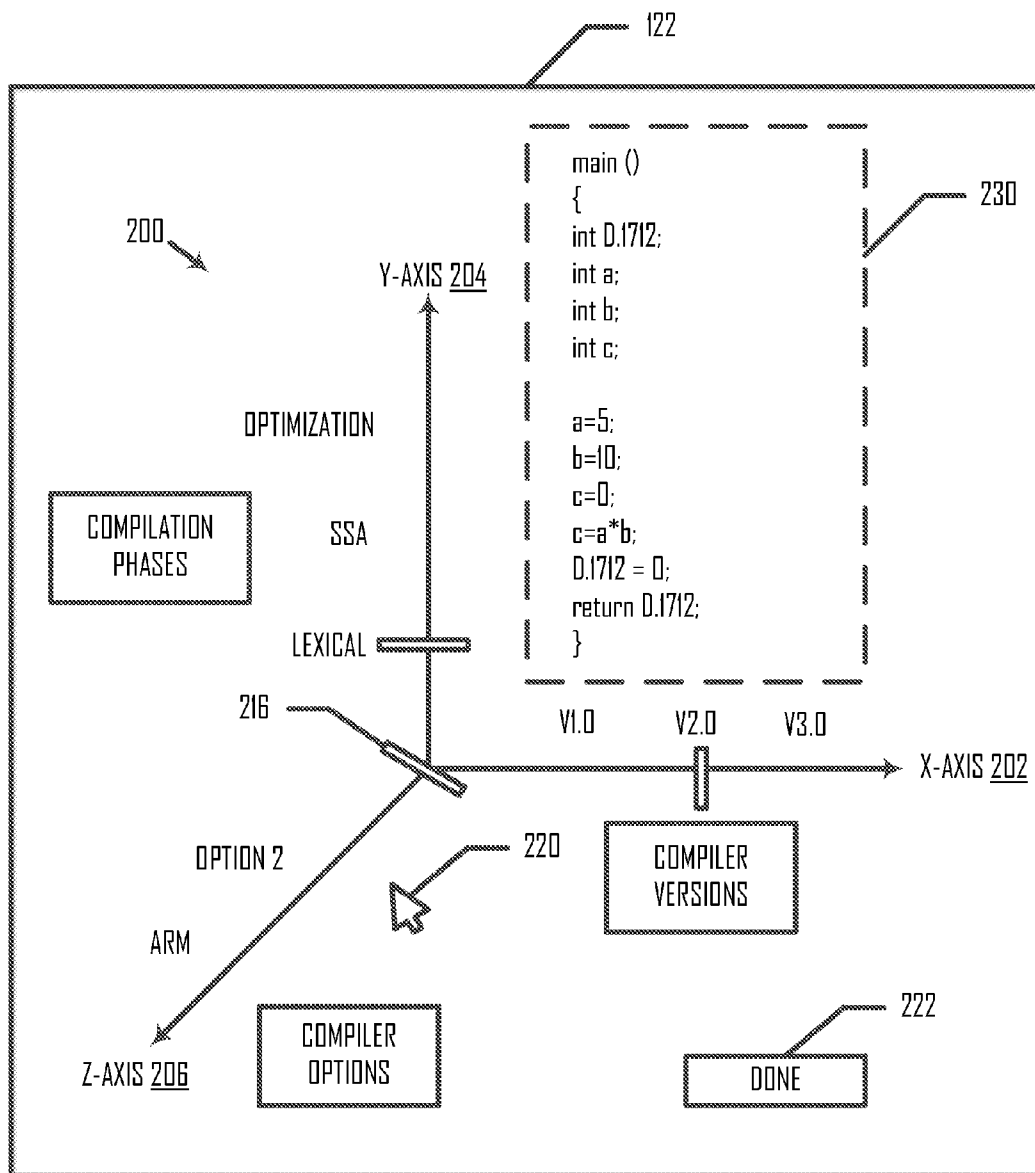 122
main ()
{
230
200
int D.1712;
Y-AXIS 204
int a;
int b;
int c;
OPTIMIZATION
a=5;
b=10;
c=0;
COMPILATION
PHASES
SSA
c=a*b;
D.1712 = 0;
return D.1712;
LEXICAL
}
216
V1.0 V2.0 V3.0
X-AXIS 202
OPTION 2
220
COMPILER
VERSIONS
ARM
222
COMPILER
OPTIONS
Z-AXIS 206
DONE